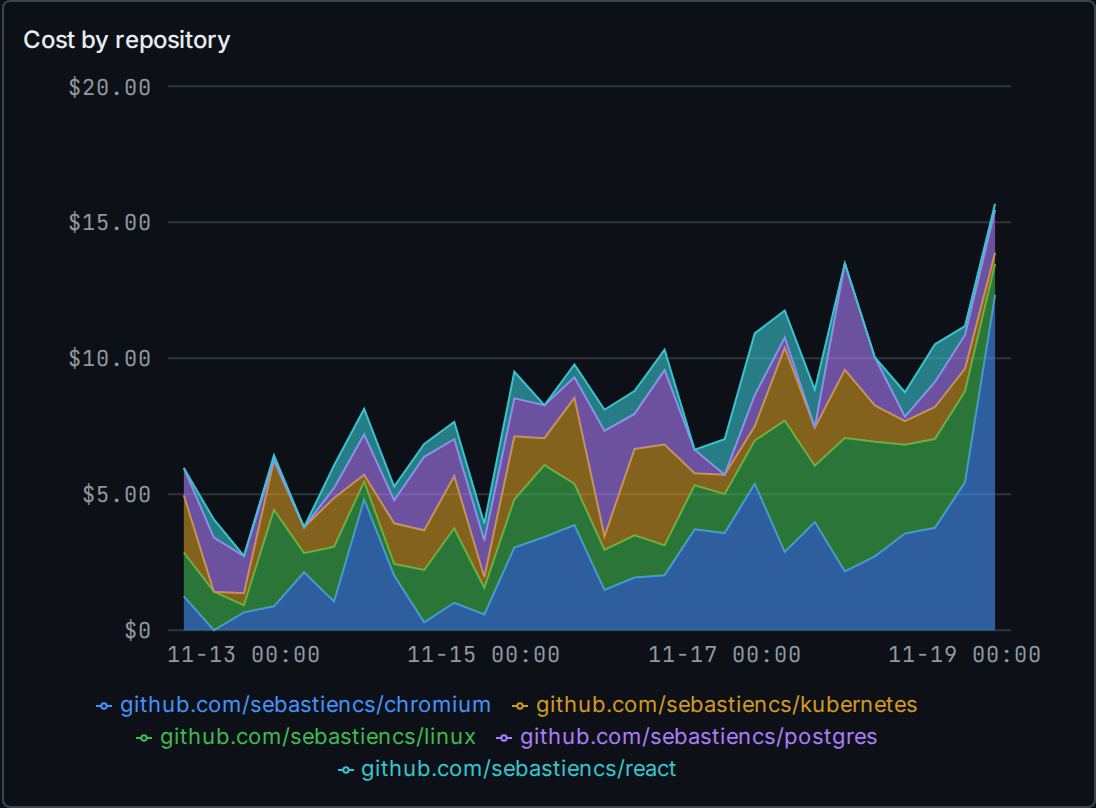 Cost by repository
$20.00
$15.00
$10.00
$5.00
$0
11-13 00:00 11-15 00:00 11-17 00:00 11-19 00:00
github.com/sebastiencs/chromium github.com/sebastiencs/kubernetes
github.com/sebastiencs/linux github.com/sebastiencs/postgres
github.com/sebastiencs/react